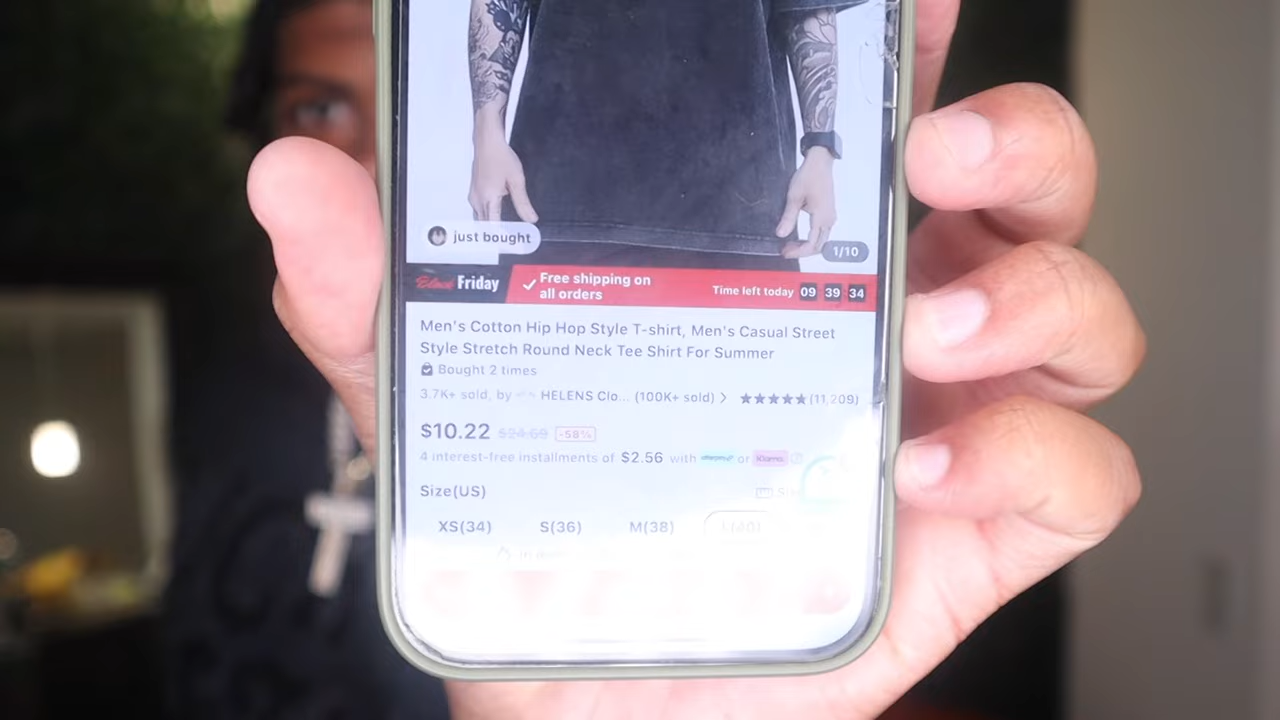 just bought
1/10
Black Friday
Free shipping on
all orders
Time left today 09 39 34
Men's Cotton Hip Hop Style T-shirt, Men's Casual Street
Style Stretch Round Neck Tee Shirt For Summer
Bought 2 times
3.7K+ sold, by HELENS Clo... (100K+ sold) > ★★★★★ (11,209)
$10.22 $24.69 -58%
4 interest-free installments of $2.56 with afterpay or Klarna
Size(US)
XS(34) S(36) M(38) L(40)